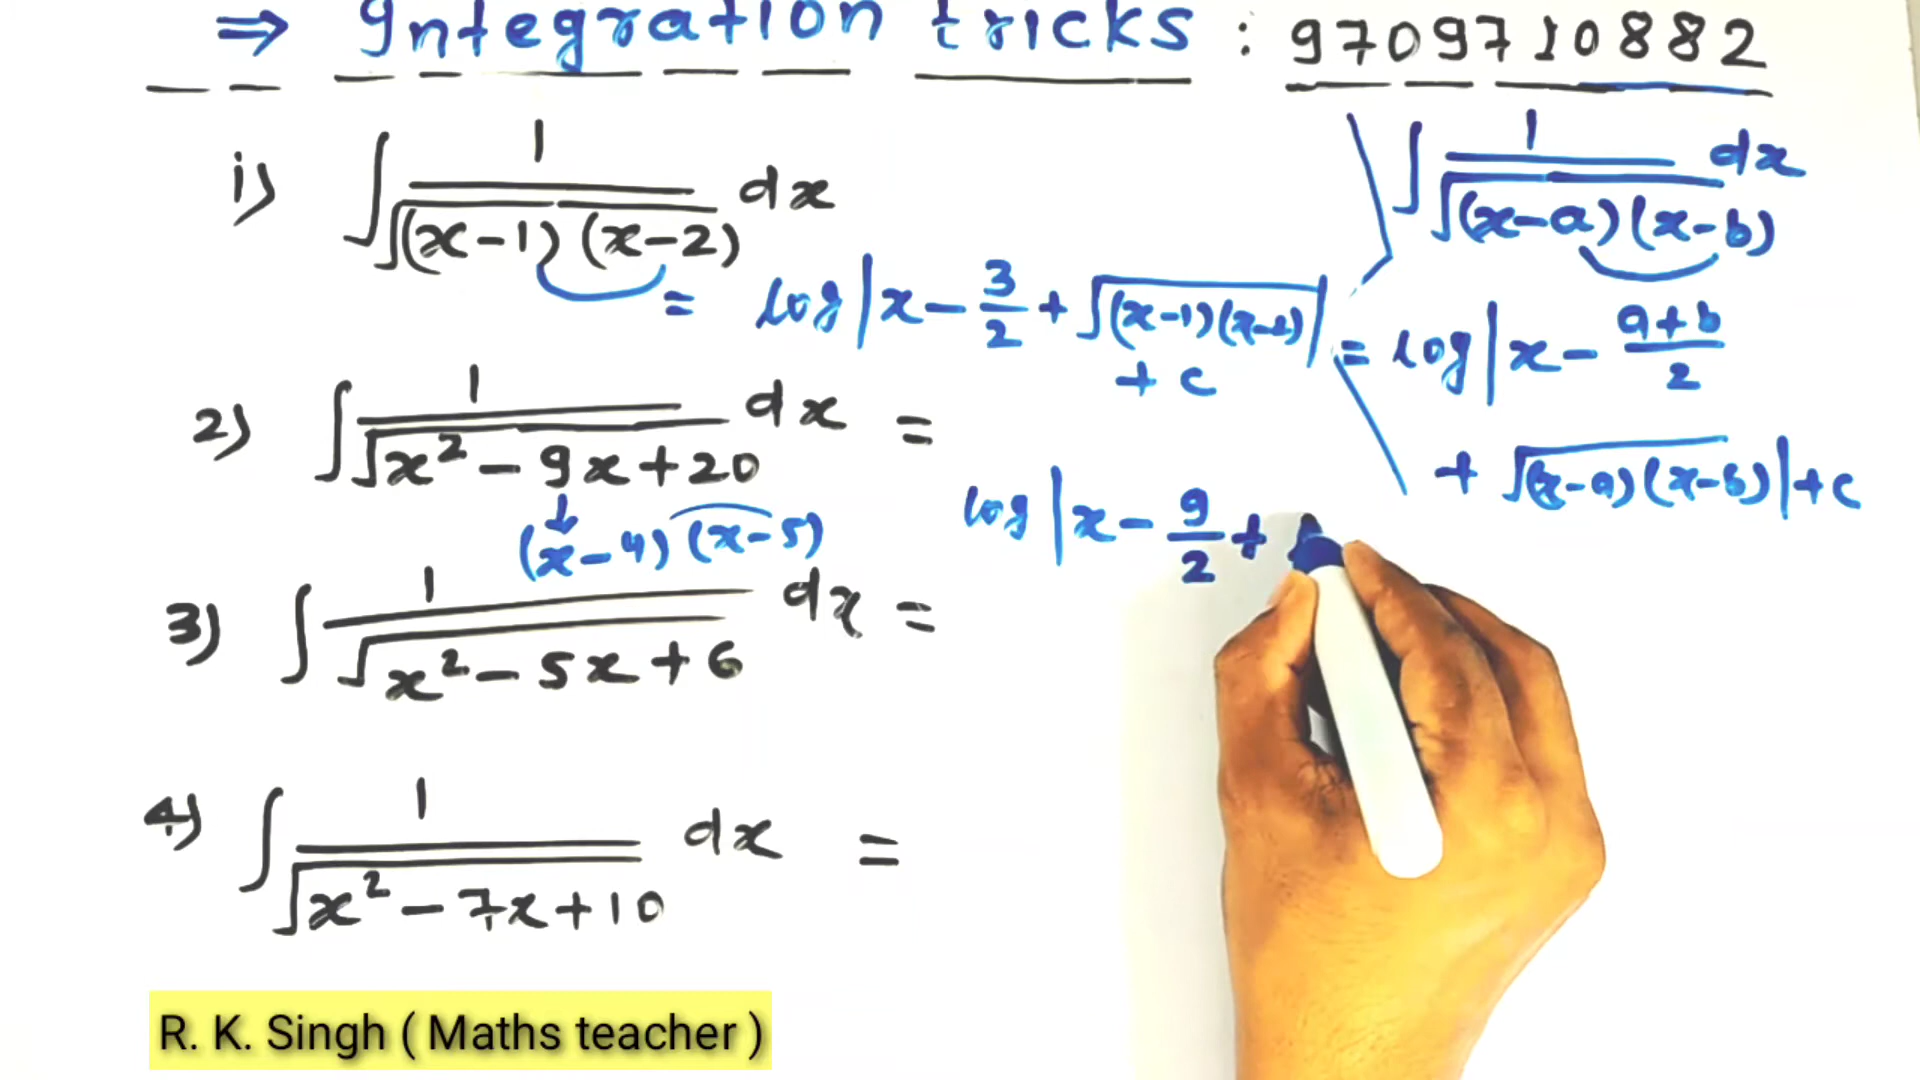 ⇒ Integration tricks : 9709710882
i) ∫ 1/√((x-1)(x-2)) dx
= log|x - 3/2 + √((x-1)(x-2))| + c
∫ 1/√((x-a)(x-b)) dx
= log|x - (a+b)/2
+ √((x-a)(x-b))| + c
2) ∫ 1/√(x² - 9x + 20) dx =
(x-4)(x-5)
log|x - 9/2 +
3) ∫ 1/√(x² - 5x + 6) dx =
4) ∫ 1/√(x² - 7x + 10) dx =
R. K. Singh ( Maths teacher )